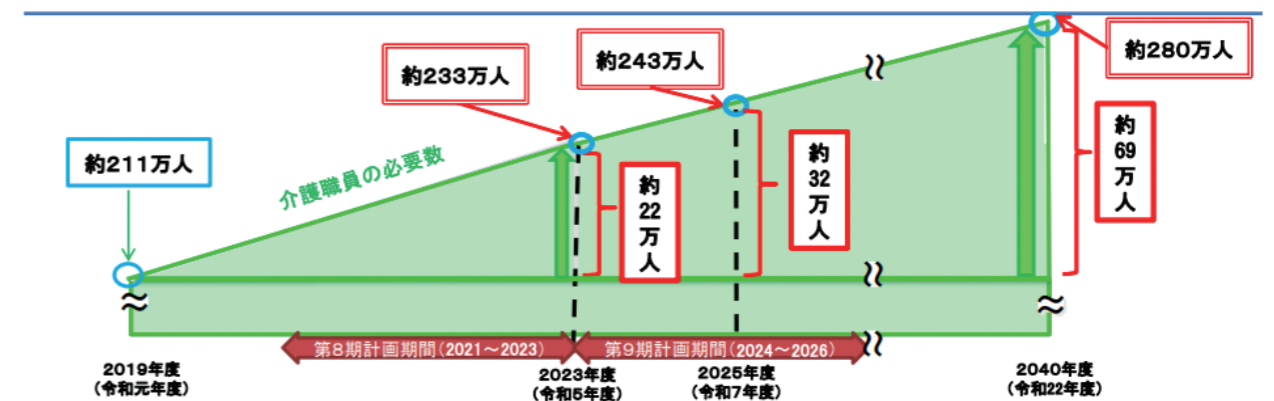 約233万人
約243万人
約280万人
約211万人
介護職員の必要数
約
22
万
人
約
32
万
人
約
69
万
人
第8期計画期間(2021～2023)
第9期計画期間(2024～2026)
2019年度
(令和元年度)
2023年度
(令和5年度)
2025年度
(令和7年度)
2040年度
(令和22年度)